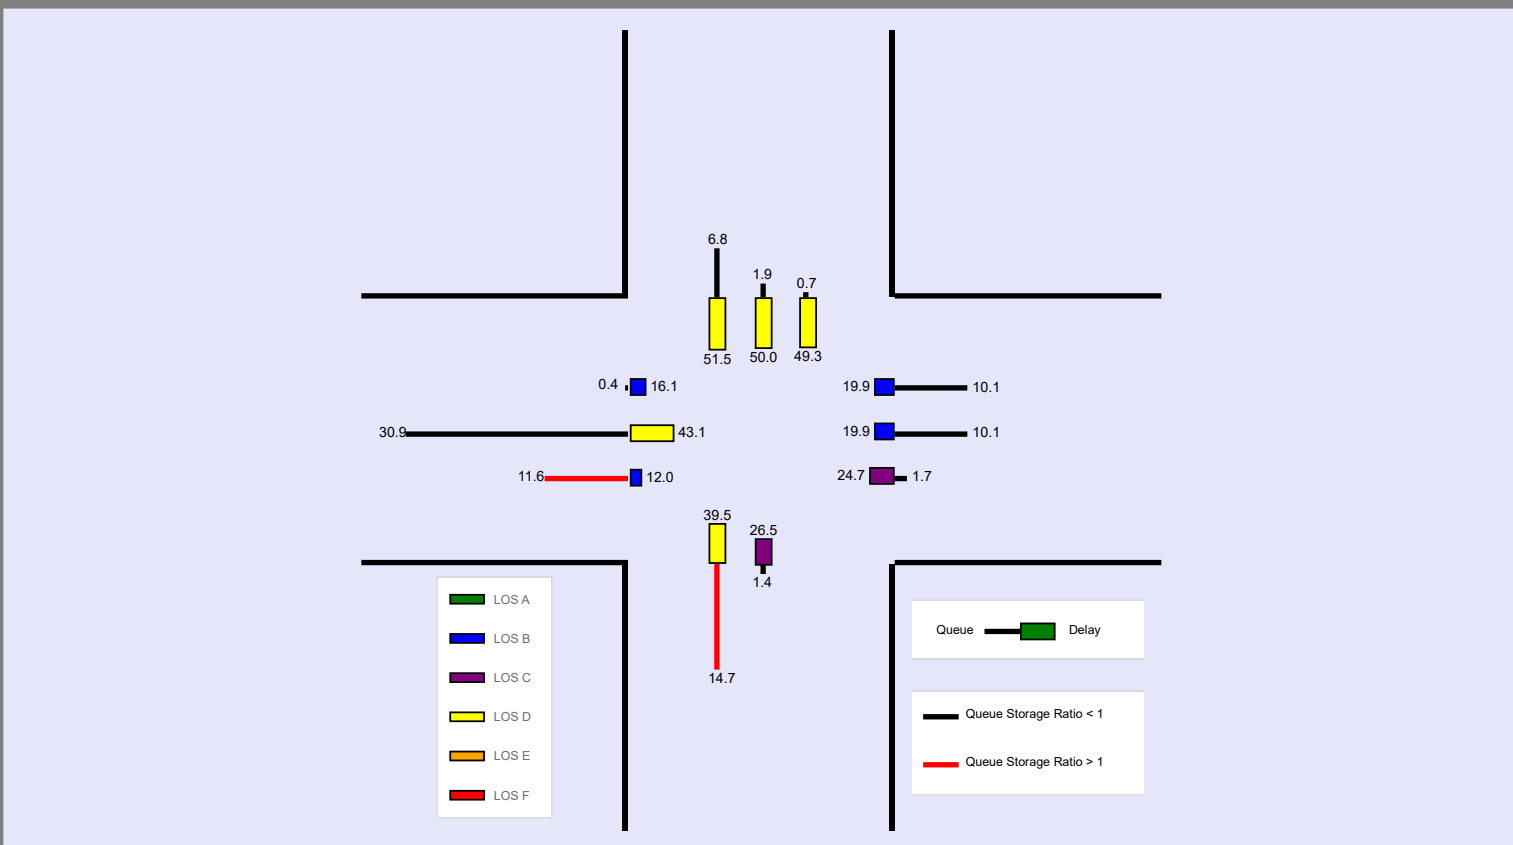 6.8
1.9
0.7
51.5
50.0
49.3
0.4
16.1
19.9
10.1
30.9
43.1
19.9
10.1
11.6
12.0
24.7
1.7
39.5
26.5
1.4
14.7
LOS A
LOS B
LOS C
LOS D
LOS E
LOS F
Queue
Delay
Queue Storage Ratio < 1
Queue Storage Ratio > 1